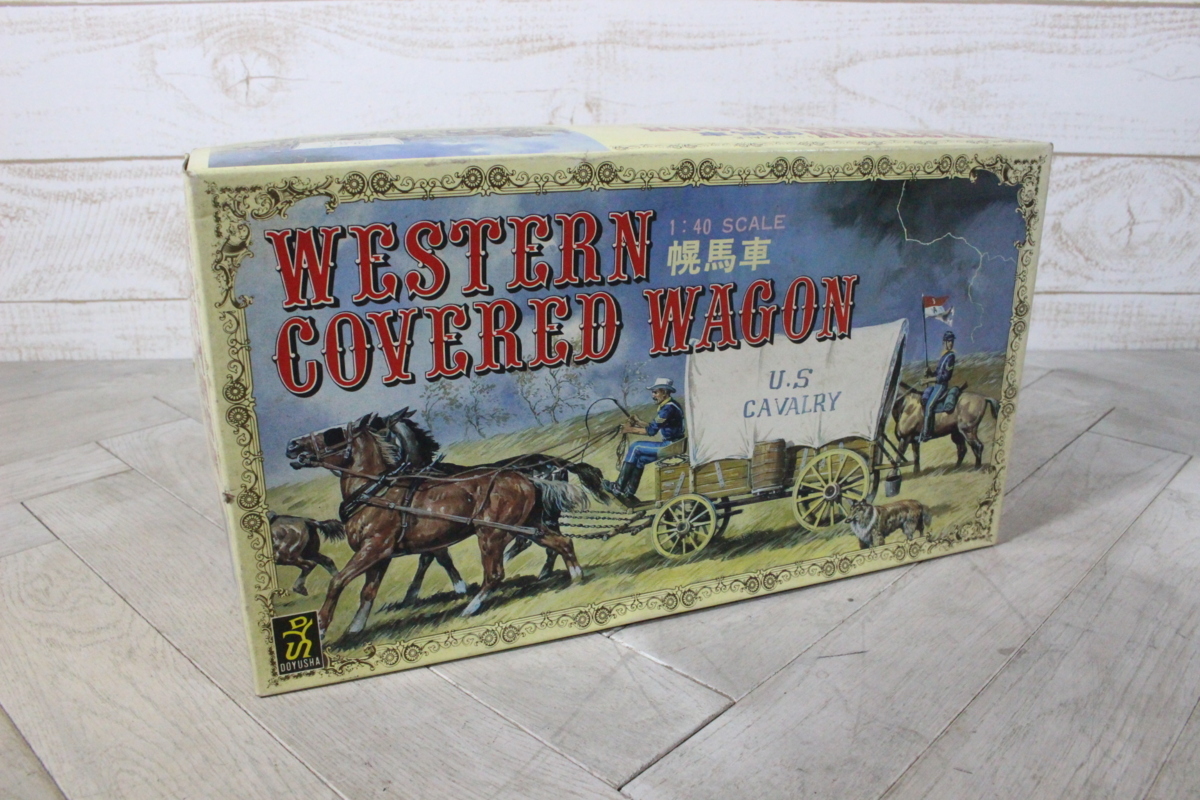 WESTERN
1:40 SCALE
幌馬車
COVERED WAGON
U.S
CAVALRY
DOYUSHA